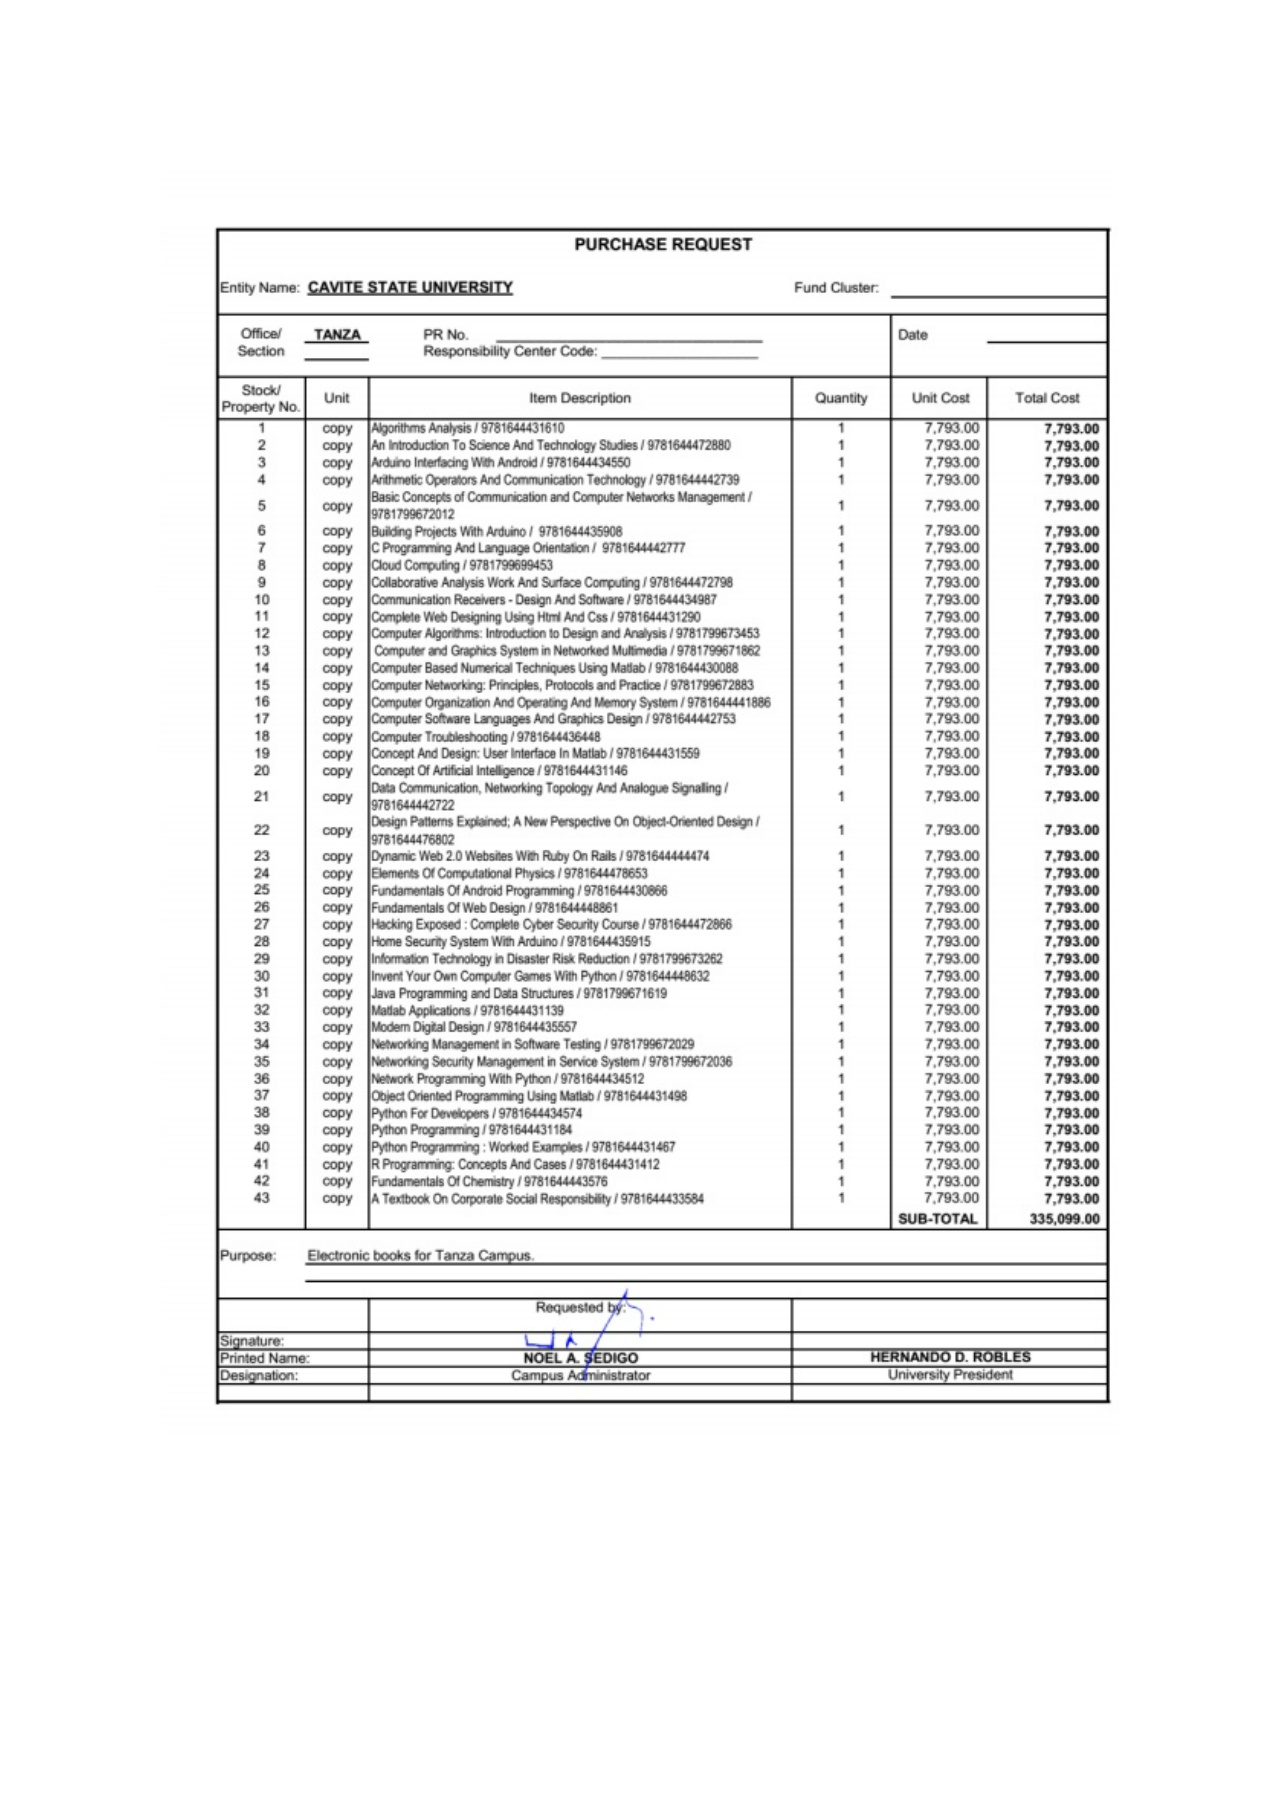 PURCHASE REQUEST
Entity Name: CAVITE STATE UNIVERSITY Fund Cluster:
Office/ TANZA PR No. Date
Section Responsibility Center Code:
Stock/ Property No. Unit Item Description Quantity Unit Cost Total Cost
1 copy Algorithms Analysis / 9781644431610 1 7,793.00 7,793.00
2 copy An Introduction To Science And Technology Studies / 9781644472880 1 7,793.00 7,793.00
3 copy Arduino Interfacing With Android / 9781644434550 1 7,793.00 7,793.00
4 copy Arithmetic Operators And Communication Technology / 9781644442739 1 7,793.00 7,793.00
5 copy Basic Concepts of Communication and Computer Networks Management / 9781799672012 1 7,793.00 7,793.00
6 copy Building Projects With Arduino / 9781644435908 1 7,793.00 7,793.00
7 copy C Programming And Language Orientation / 9781644442777 1 7,793.00 7,793.00
8 copy Cloud Computing / 9781799699453 1 7,793.00 7,793.00
9 copy Collaborative Analysis Work And Surface Computing / 9781644472798 1 7,793.00 7,793.00
10 copy Communication Receivers - Design And Software / 9781644434987 1 7,793.00 7,793.00
11 copy Complete Web Designing Using Html And Css / 9781644431290 1 7,793.00 7,793.00
12 copy Computer Algorithms: Introduction to Design and Analysis / 9781799673453 1 7,793.00 7,793.00
13 copy Computer and Graphics System in Networked Multimedia / 9781799671862 1 7,793.00 7,793.00
14 copy Computer Based Numerical Techniques Using Matlab / 9781644430088 1 7,793.00 7,793.00
15 copy Computer Networking: Principles, Protocols and Practice / 9781799672883 1 7,793.00 7,793.00
16 copy Computer Organization And Operating And Memory System / 9781644441886 1 7,793.00 7,793.00
17 copy Computer Software Languages And Graphics Design / 9781644442753 1 7,793.00 7,793.00
18 copy Computer Troubleshooting / 9781644436448 1 7,793.00 7,793.00
19 copy Concept And Design: User Interface In Matlab / 9781644431559 1 7,793.00 7,793.00
20 copy Concept Of Artificial Intelligence / 9781644431146 1 7,793.00 7,793.00
21 copy Data Communication, Networking Topology And Analogue Signalling / 9781644442722 1 7,793.00 7,793.00
22 copy Design Patterns Explained; A New Perspective On Object-Oriented Design / 9781644476802 1 7,793.00 7,793.00
23 copy Dynamic Web 2.0 Websites With Ruby On Rails / 9781644444474 1 7,793.00 7,793.00
24 copy Elements Of Computational Physics / 9781644478653 1 7,793.00 7,793.00
25 copy Fundamentals Of Android Programming / 9781644430866 1 7,793.00 7,793.00
26 copy Fundamentals Of Web Design / 9781644448861 1 7,793.00 7,793.00
27 copy Hacking Exposed : Complete Cyber Security Course / 9781644472866 1 7,793.00 7,793.00
28 copy Home Security System With Arduino / 9781644435915 1 7,793.00 7,793.00
29 copy Information Technology in Disaster Risk Reduction / 9781799673262 1 7,793.00 7,793.00
30 copy Invent Your Own Computer Games With Python / 9781644448632 1 7,793.00 7,793.00
31 copy Java Programming and Data Structures / 9781799671619 1 7,793.00 7,793.00
32 copy Matlab Applications / 9781644431139 1 7,793.00 7,793.00
33 copy Modern Digital Design / 9781644435557 1 7,793.00 7,793.00
34 copy Networking Management in Software Testing / 9781799672029 1 7,793.00 7,793.00
35 copy Networking Security Management in Service System / 9781799672036 1 7,793.00 7,793.00
36 copy Network Programming With Python / 9781644434512 1 7,793.00 7,793.00
37 copy Object Oriented Programming Using Matlab / 9781644431498 1 7,793.00 7,793.00
38 copy Python For Developers / 9781644434574 1 7,793.00 7,793.00
39 copy Python Programming / 9781644431184 1 7,793.00 7,793.00
40 copy Python Programming : Worked Examples / 9781644431467 1 7,793.00 7,793.00
41 copy R Programming: Concepts And Cases / 9781644431412 1 7,793.00 7,793.00
42 copy Fundamentals Of Chemistry / 9781644443576 1 7,793.00 7,793.00
43 copy A Textbook On Corporate Social Responsibility / 9781644433584 1 7,793.00 7,793.00
SUB-TOTAL 335,099.00
Purpose: Electronic books for Tanza Campus.
Requested by:
Signature:
Printed Name: NOEL A. SEDIGO HERNANDO D. ROBLES
Designation: Campus Administrator University President